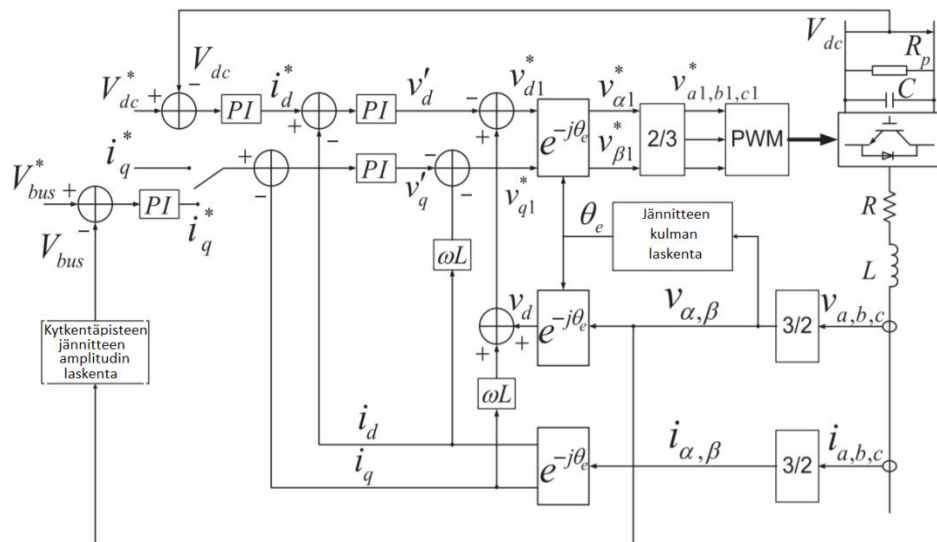 V_dc
R_p
C
V_dc
V*_dc + −
PI
i*_d
+ −
PI
v'_d
− +
v*_d1
e^−jθ_e
v*_α1
v*_β1
2/3
v*_a1,b1,c1
PWM
i*_q
V*_bus + −
PI
i*_q
+ −
PI
v'_q
− −
v*_q1
V_bus
ωL
θ_e
Jännitteen
kulman
laskenta
R
L
Kytkentäpisteen
jännitteen
amplitudin
laskenta
+ +
v_d
e^−jθ_e
v_α,β
3/2
v_a,b,c
ωL
i_d
i_q
e^−jθ_e
i_α,β
3/2
i_a,b,c